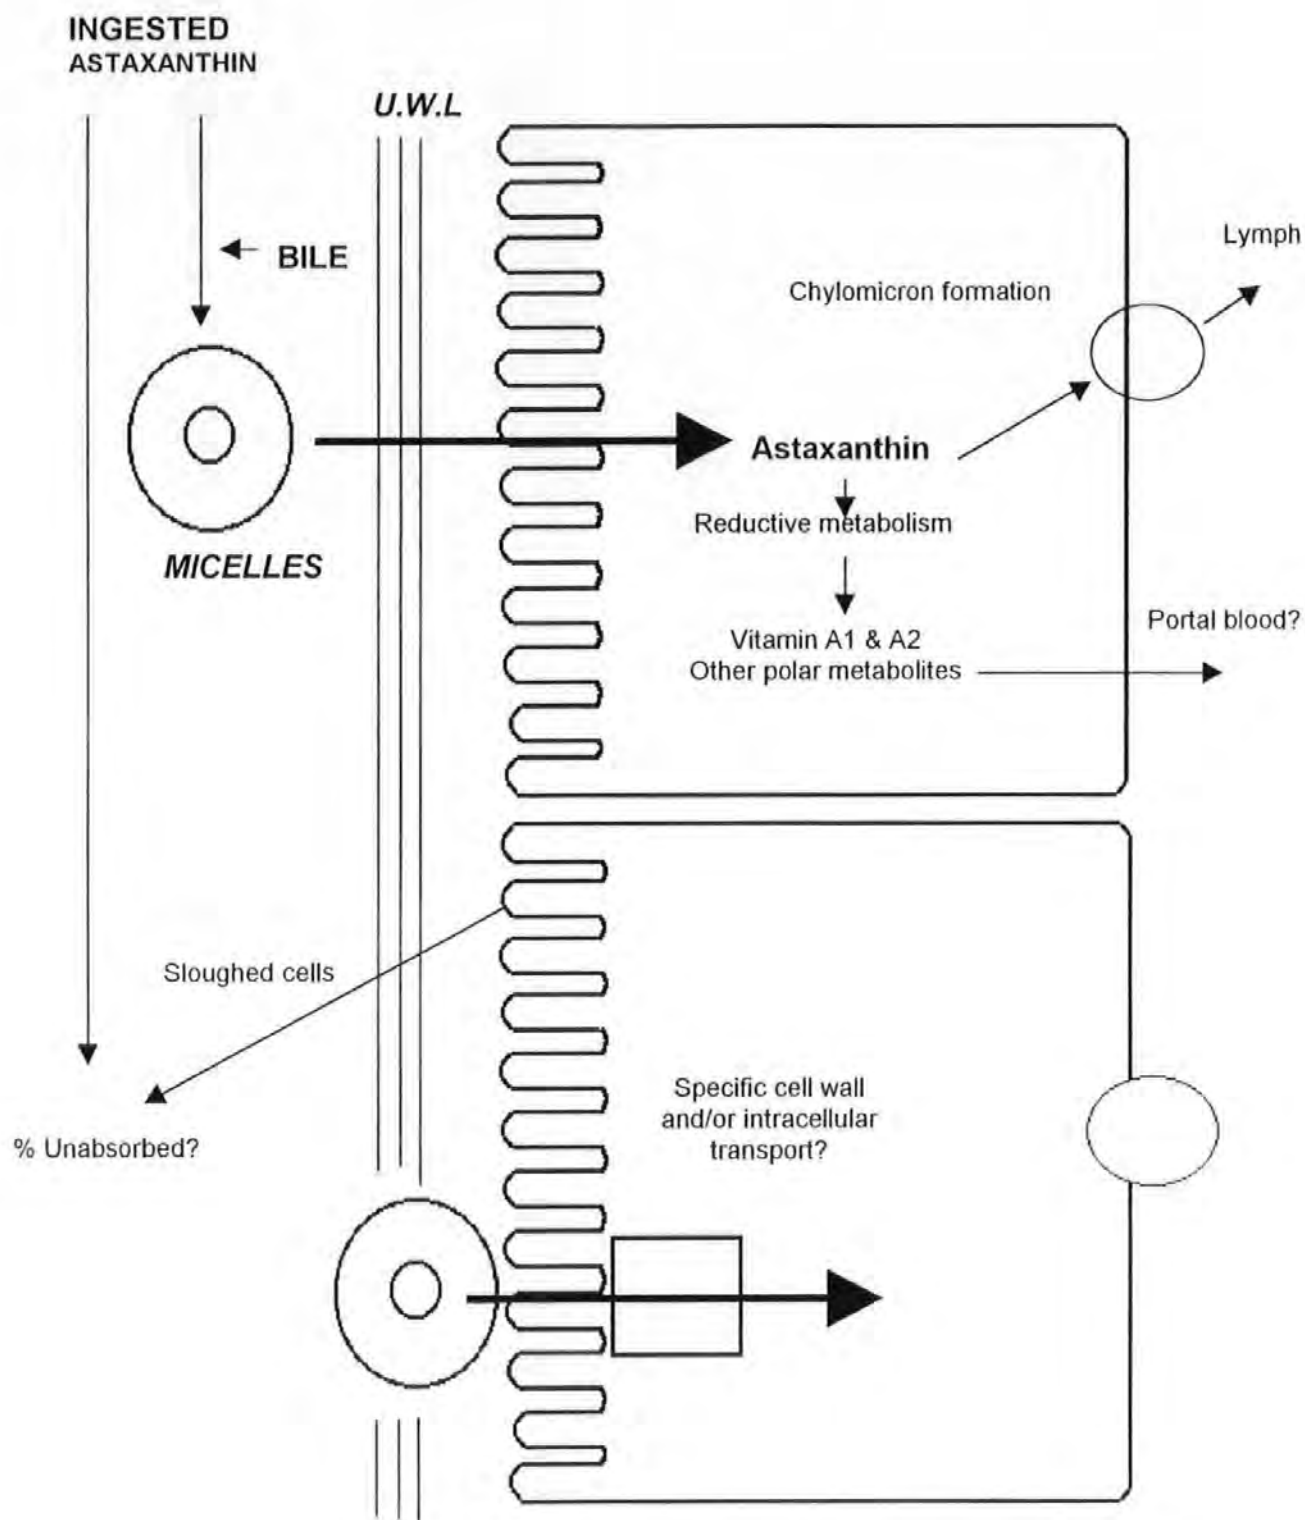 INGESTED
ASTAXANTHIN
U.W.L
BILE
MICELLES
Lymph
Chylomicron formation
Astaxanthin
Reductive metabolism
Vitamin A1 & A2
Other polar metabolites
Portal blood?
Sloughed cells
% Unabsorbed?
Specific cell wall
and/or intracellular
transport?